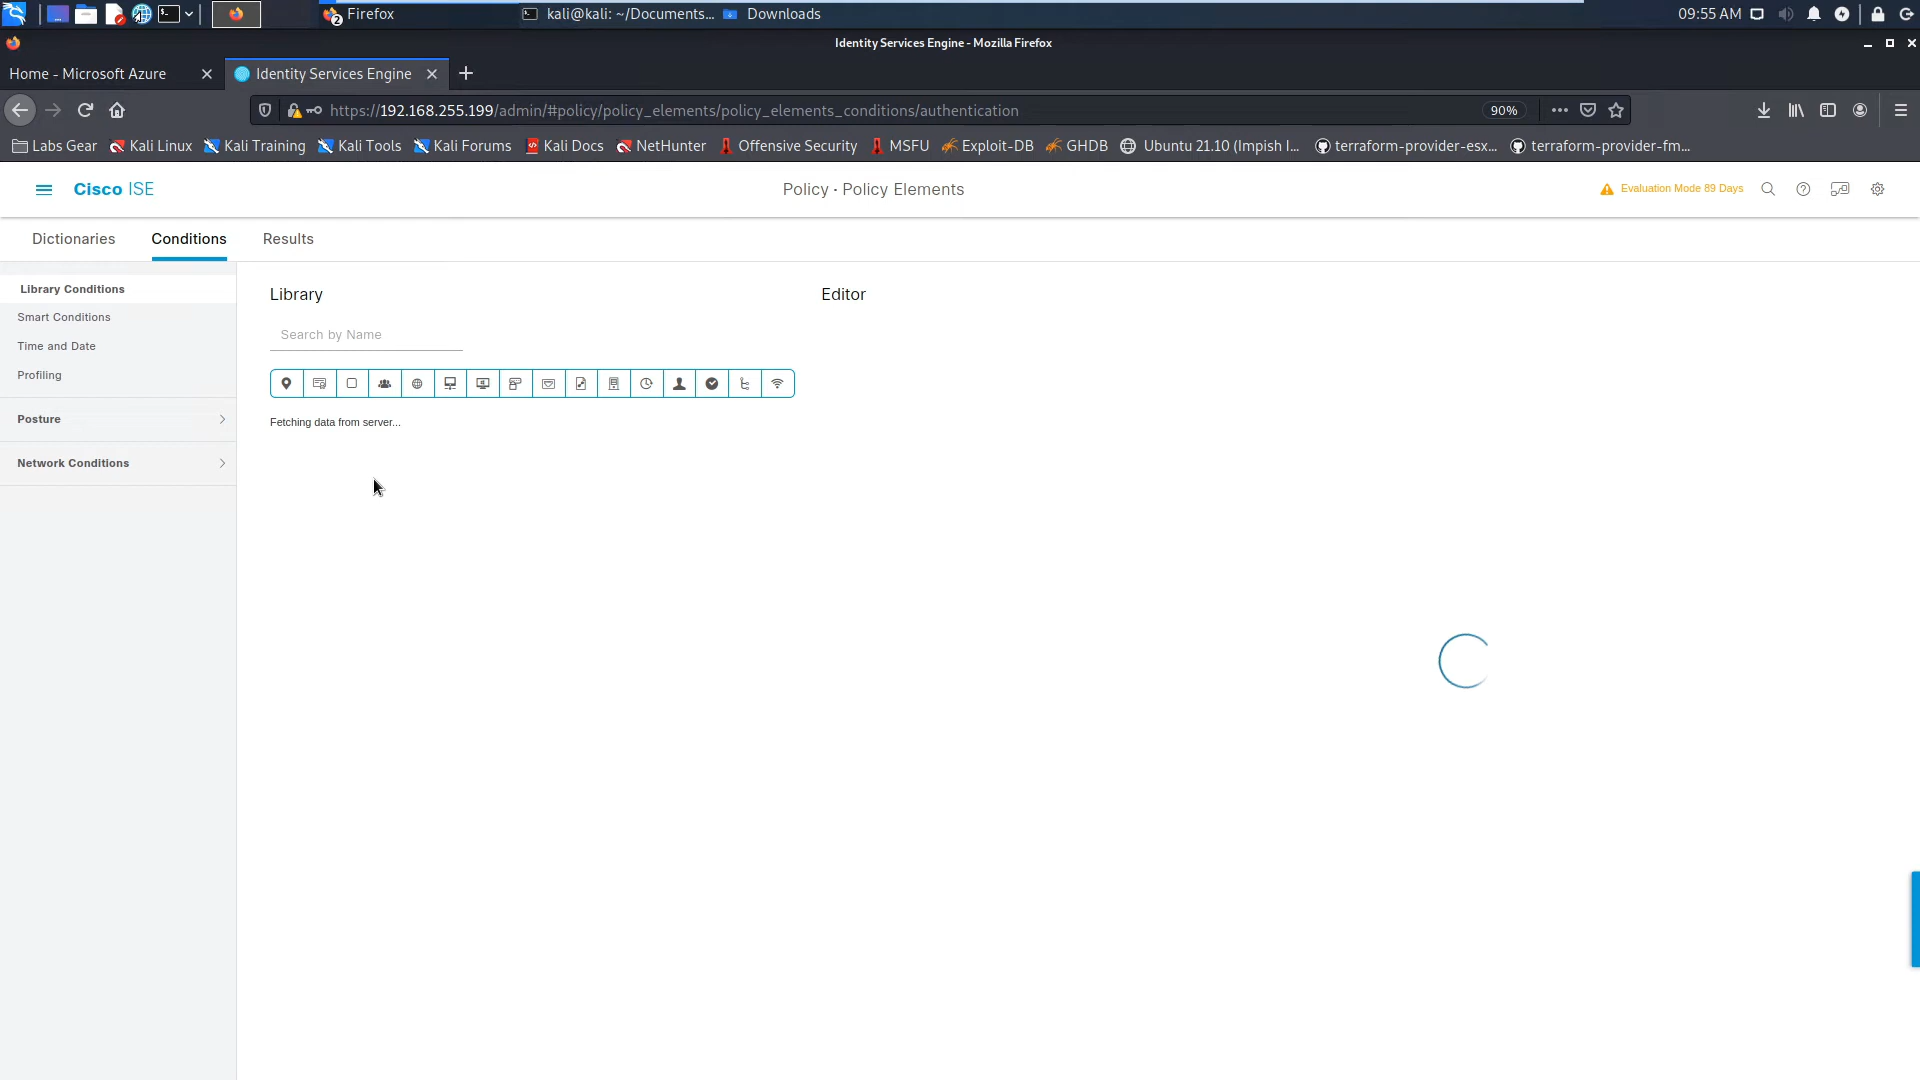 Firefox
2
kali@kali: ~/Documents...
Downloads
09:55 AM
Identity Services Engine - Mozilla Firefox
Home - Microsoft Azure
Identity Services Engine
https://192.168.255.199/admin/#policy/policy_elements/policy_elements_conditions/authentication
90%
Labs Gear
Kali Linux
Kali Training
Kali Tools
Kali Forums
Kali Docs
NetHunter
Offensive Security
MSFU
Exploit-DB
GHDB
Ubuntu 21.10 (Impish I...
terraform-provider-esx...
terraform-provider-fm...
Cisco ISE
Policy · Policy Elements
Evaluation Mode 89 Days
Dictionaries
Conditions
Results
Library Conditions
Smart Conditions
Time and Date
Profiling
Posture
Network Conditions
Library
Editor
Search by Name
Fetching data from server...